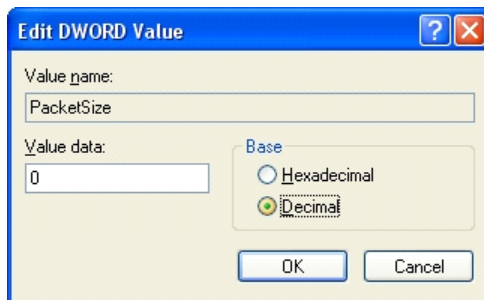 Edit DWORD Value
Value name:
PacketSize
Value data:
0
Base
Hexadecimal
Decimal
OK
Cancel